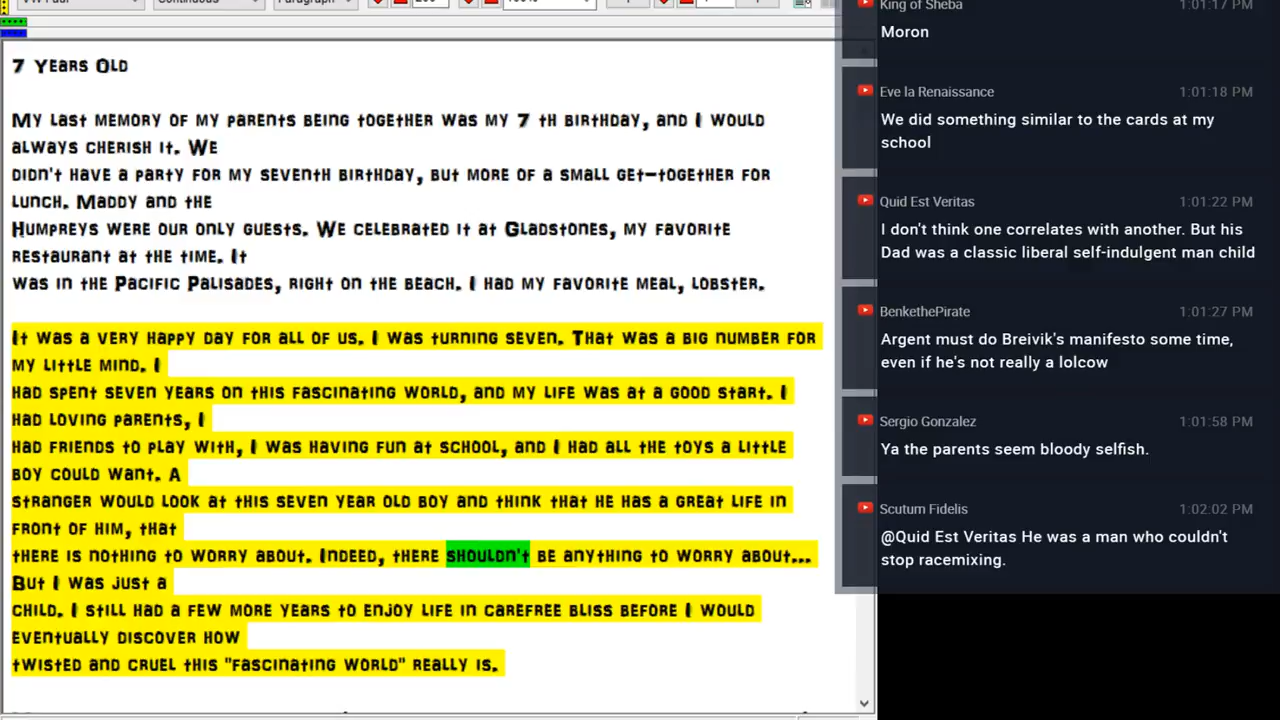 7 Years Old
My last memory of my parents being together was my 7 th birthday, and I would
always cherish it. We
didn't have a party for my seventh birthday, but more of a small get-together for
lunch. Maddy and the
Humpreys were our only guests. We celebrated it at Gladstones, my favorite
restaurant at the time. It
was in the Pacific Palisades, right on the beach. I had my favorite meal, lobster.
It was a very happy day for all of us. I was turning seven. That was a big number for
my little mind. I
had spent seven years on this fascinating world, and my life was at a good start. I
had loving parents, I
had friends to play with, I was having fun at school, and I had all the toys a little
boy could want. A
stranger would look at this seven year old boy and think that he has a great life in
front of him, that
there is nothing to worry about. Indeed, there shouldn't be anything to worry about...
But I was just a
child. I still had a few more years to enjoy life in carefree bliss before I would
eventually discover how
twisted and cruel this "fascinating world" really is.
King of Sheba 1:01:17 PM
Moron
Eve la Renaissance 1:01:18 PM
We did something similar to the cards at my
school
Quid Est Veritas 1:01:22 PM
I don't think one correlates with another. But his
Dad was a classic liberal self-indulgent man child
BenkethePirate 1:01:27 PM
Argent must do Breivik's manifesto some time,
even if he's not really a lolcow
Sergio Gonzalez 1:01:58 PM
Ya the parents seem bloody selfish.
Scutum Fidelis 1:02:02 PM
@Quid Est Veritas He was a man who couldn't
stop racemixing.